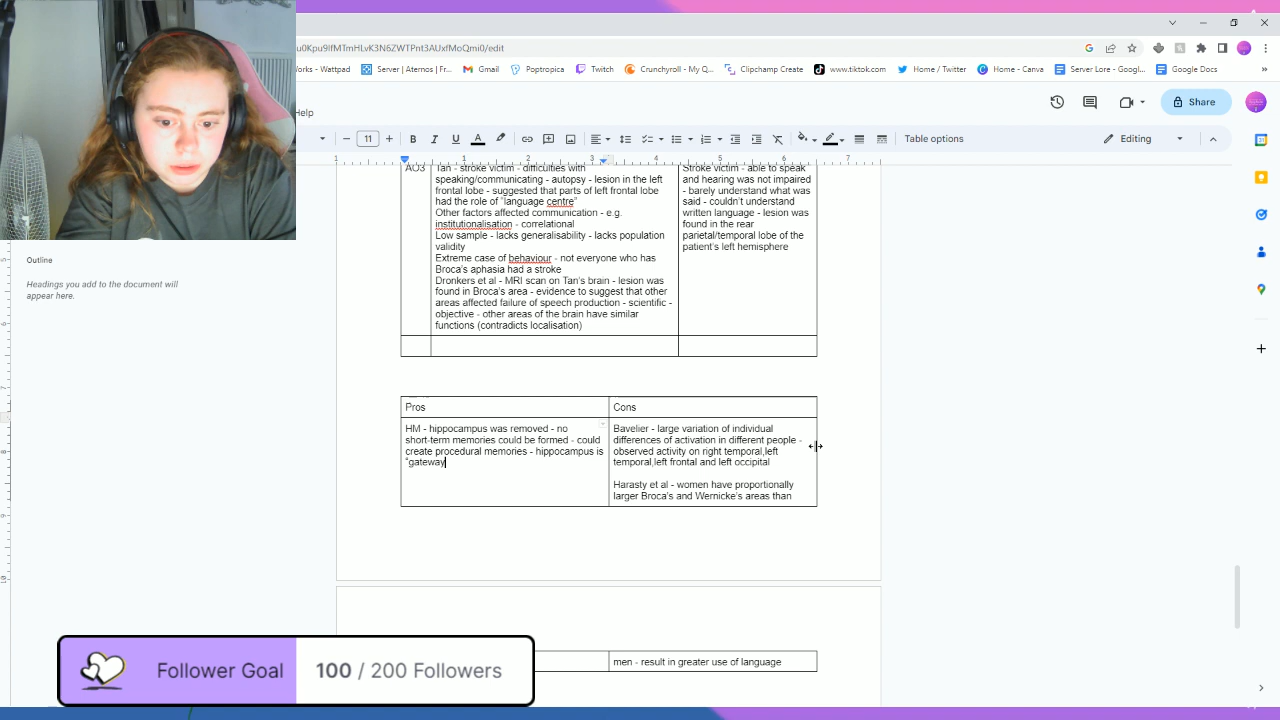 u0Kpu9IfMTmHLvK3N6ZWTPnt3AUxfMoQmi0/edit
Vorks - Wattpad
Server | Aternos | Fr...
Gmail
Poptropica
Twitch
Crunchyroll - My Q...
Clipchamp Create
www.tiktok.com
Home / Twitter
Home - Canva
Server Lore - Googl...
Google Docs
Help
Share
11
Table options
Editing
1 1 2 3 4 5 6 7
Outline
Headings you add to the document will
appear here.
AO3
Tan - stroke victim - difficulties with
speaking/communicating - autopsy - lesion in the left
frontal lobe - suggested that parts of left frontal lobe
had the role of "language centre"
Other factors affected communication - e.g.
institutionalisation - correlational
Low sample - lacks generalisability - lacks population
validity
Extreme case of behaviour - not everyone who has
Broca's aphasia had a stroke
Dronkers et al - MRI scan on Tan's brain - lesion was
found in Broca's area - evidence to suggest that other
areas affected failure of speech production - scientific -
objective - other areas of the brain have similar
functions (contradicts localisation)
Stroke victim - able to speak
and hearing was not impaired
- barely understand what was
said - couldn't understand
written language - lesion was
found in the rear
parietal/temporal lobe of the
patient's left hemisphere
Pros
Cons
HM - hippocampus was removed - no
short-term memories could be formed - could
create procedural memories - hippocampus is
"gateway
Bavelier - large variation of individual
differences of activation in different people -
observed activity on right temporal,left
temporal,left frontal and left occipital
Harasty et al - women have proportionally
larger Broca's and Wernicke's areas than
men - result in greater use of language
Follower Goal
100 / 200 Followers